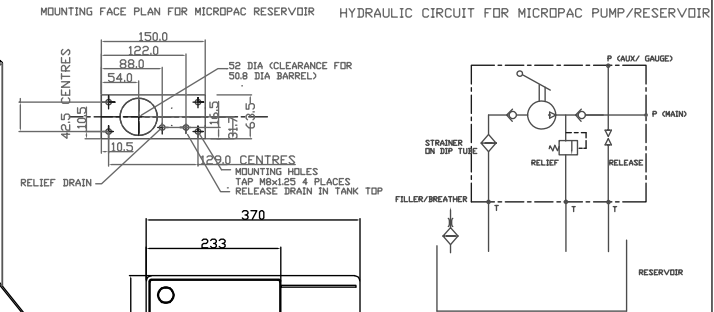 MOUNTING FACE PLAN FOR MICROPAC RESERVOIR
150.0
122.0
88.0
54.0
52 DIA (CLEARANCE FOR
50.8 DIA BARREL)
42.5 CENTRES
10.5
10.5
16.5
31.7
63.5
129.0 CENTRES
MOUNTING HOLES
TAP M8x1.25 4 PLACES
RELEASE DRAIN IN TANK TOP
RELIEF DRAIN
370
233
HYDRAULIC CIRCUIT FOR MICROPAC PUMP/RESERVOIR
P (AUX/ GAUGE)
P (MAIN)
STRAINER
ON DIP TUBE
RELIEF
RELEASE
FILLER/BREATHER
T
T
T
RESERVOIR